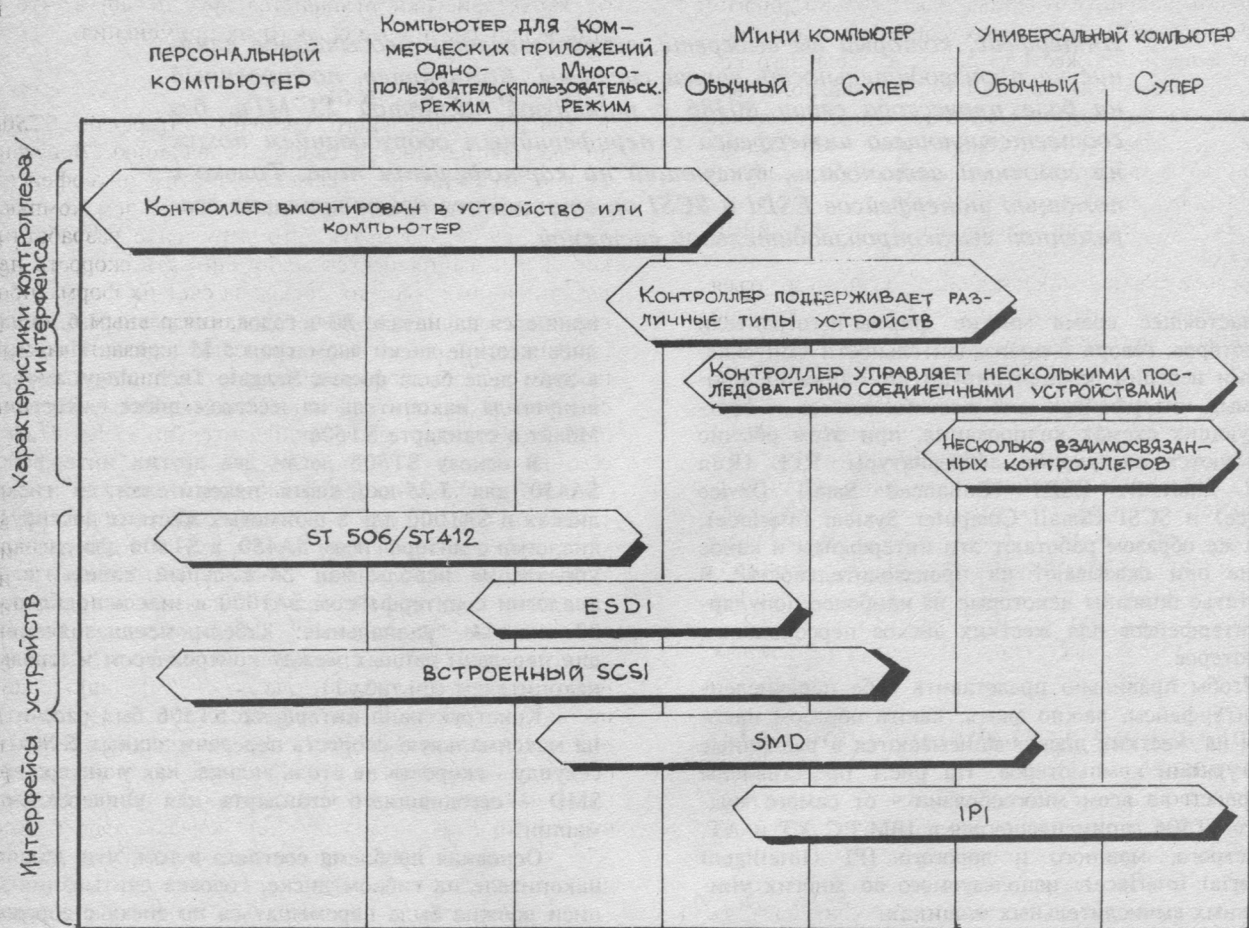 Компьютер для ком-
мерческих приложений
Мини компьютер
Универсальный компьютер
Персональный
компьютер
Одно-
пользовательск.
режим
Много-
пользовательск.
режим
Обычный
Супер
Обычный
Супер
Характеристики контроллера/
интерфейса
Контроллер вмонтирован в устройство или
компьютер
Контроллер поддерживает раз-
личные типы устройств
Контроллер управляет несколькими пос-
ледовательно соединенными устройствами
Несколько взаимосвязан-
ных контроллеров
Интерфейсы устройств
ST 506/ST412
ESDI
Встроенный SCSI
SMD
IPI